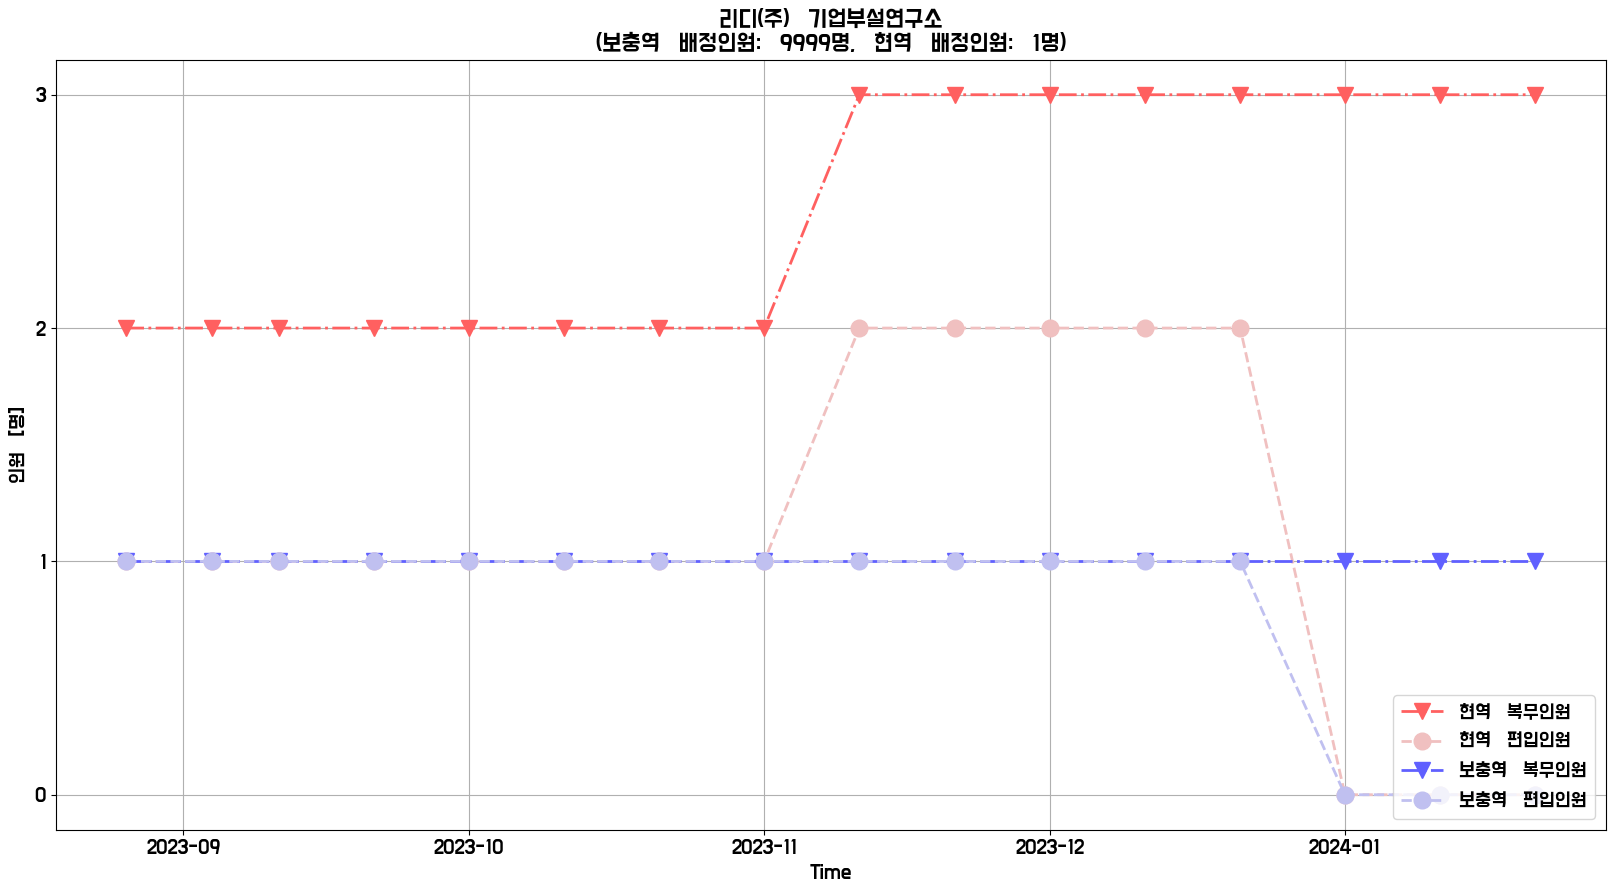 리디(주) 기업부설연구소
(보충역 배정인원: 9999명, 현역 배정인원: 1명)
인원 [명]
3
2
1
0
2023-09
2023-10
2023-11
2023-12
2024-01
Time
현역 복무인원
현역 편입인원
보충역 복무인원
보충역 편입인원